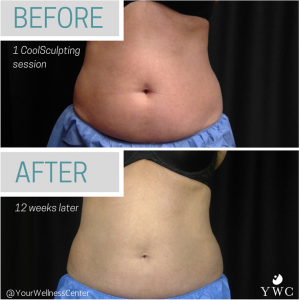 BEFORE
1 CoolSculpting
session
AFTER
12 weeks later
@YourWellnessCenter
YWC